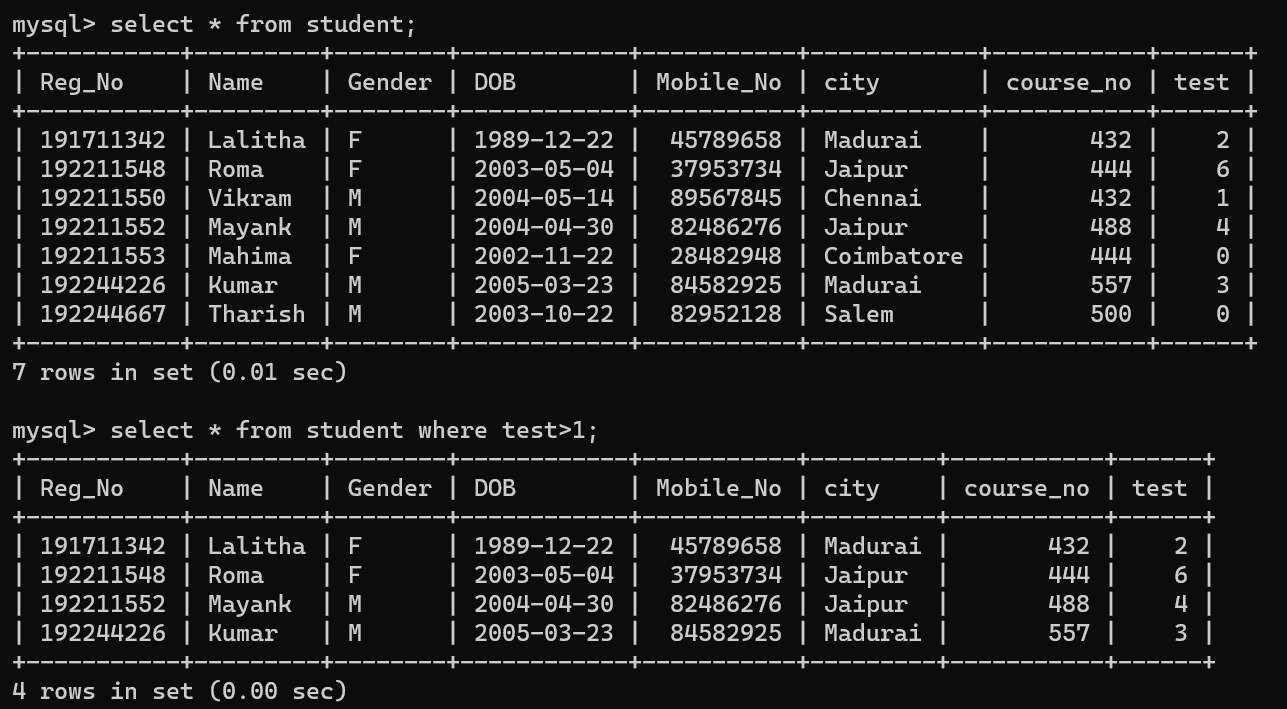 mysql> select * from student;
+-----------+---------+--------+------------+-----------+------------+-----------+------+
| Reg_No    | Name    | Gender | DOB        | Mobile_No | city       | course_no | test |
+-----------+---------+--------+------------+-----------+------------+-----------+------+
| 191711342 | Lalitha | F      | 1989-12-22 |  45789658 | Madurai    |       432 |    2 |
| 192211548 | Roma    | F      | 2003-05-04 |  37953734 | Jaipur     |       444 |    6 |
| 192211550 | Vikram  | M      | 2004-05-14 |  89567845 | Chennai    |       432 |    1 |
| 192211552 | Mayank  | M      | 2004-04-30 |  82486276 | Jaipur     |       488 |    4 |
| 192211553 | Mahima  | F      | 2002-11-22 |  28482948 | Coimbatore |       444 |    0 |
| 192244226 | Kumar   | M      | 2005-03-23 |  84582925 | Madurai    |       557 |    3 |
| 192244667 | Tharish | M      | 2003-10-22 |  82952128 | Salem      |       500 |    0 |
+-----------+---------+--------+------------+-----------+------------+-----------+------+
7 rows in set (0.01 sec)

mysql> select * from student where test>1;
+-----------+---------+--------+------------+-----------+---------+-----------+------+
| Reg_No    | Name    | Gender | DOB        | Mobile_No | city    | course_no | test |
+-----------+---------+--------+------------+-----------+---------+-----------+------+
| 191711342 | Lalitha | F      | 1989-12-22 |  45789658 | Madurai |       432 |    2 |
| 192211548 | Roma    | F      | 2003-05-04 |  37953734 | Jaipur  |       444 |    6 |
| 192211552 | Mayank  | M      | 2004-04-30 |  82486276 | Jaipur  |       488 |    4 |
| 192244226 | Kumar   | M      | 2005-03-23 |  84582925 | Madurai |       557 |    3 |
+-----------+---------+--------+------------+-----------+---------+-----------+------+
4 rows in set (0.00 sec)